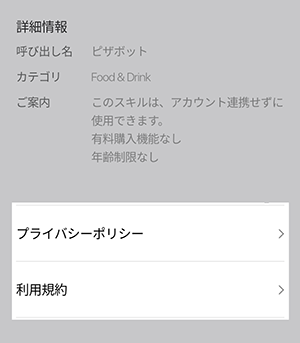 詳細情報
呼び出し名 ピザボット
カテゴリ Food & Drink
ご案内 このスキルは、アカウント連携せずに
使用できます。
有料購入機能なし
年齢制限なし
プライバシーポリシー
利用規約